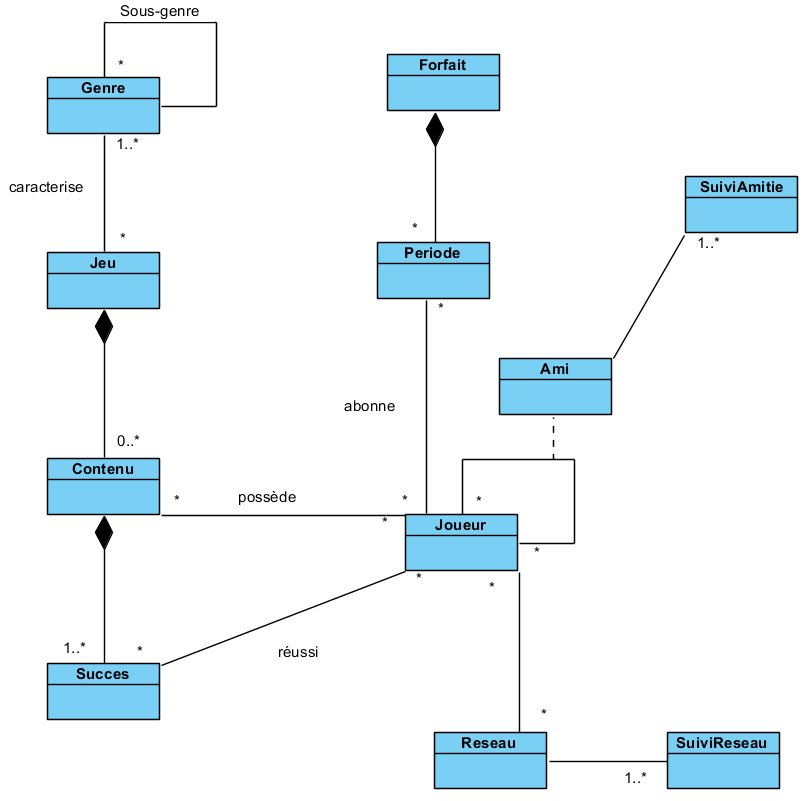 Sous-genre
*
Genre
1..*
caracterise
*
Jeu
0..*
Contenu
*
possède
*
1..*
*
Succes
réussi
Forfait
*
Periode
*
abonne
*
*
Joueur
*
*
*
*
Reseau
1..*
SuiviReseau
Ami
1..*
SuiviAmitie